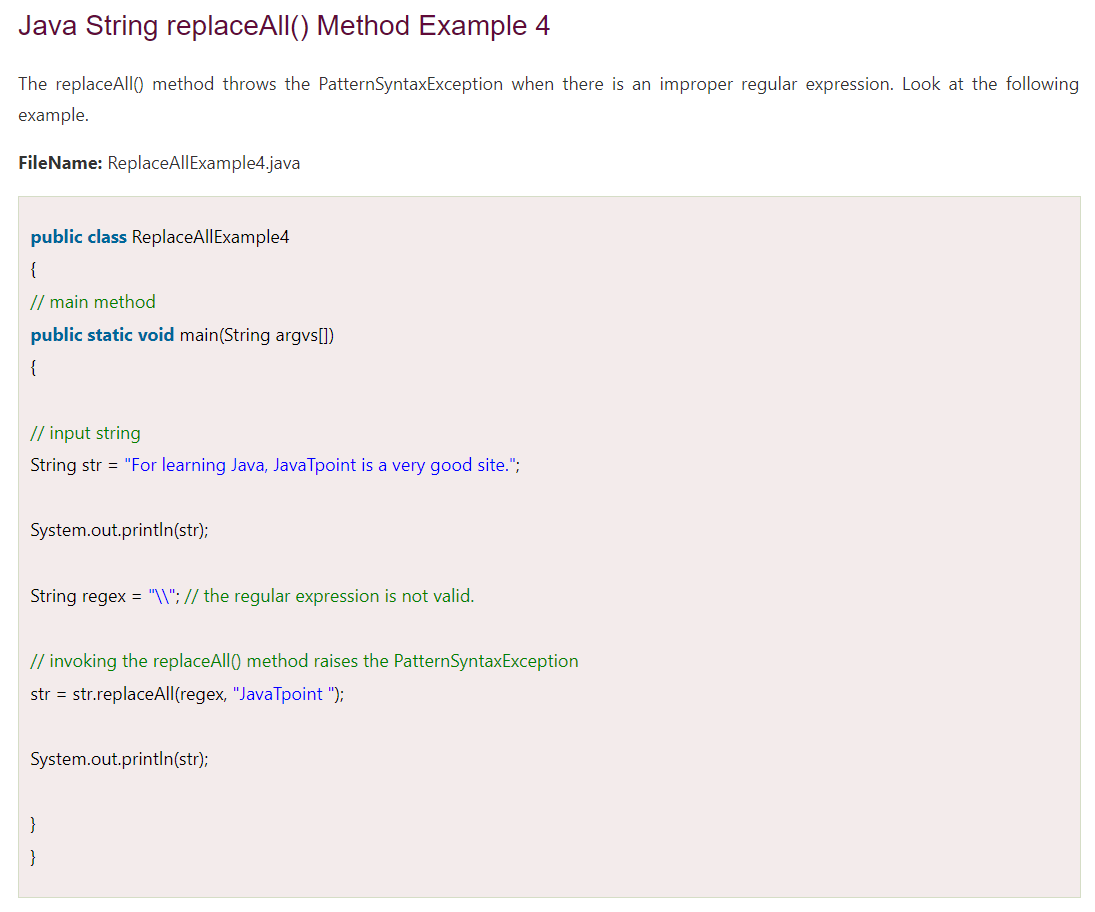 Java String replaceAll() Method Example 4
The replaceAll() method throws the PatternSyntaxException when there is an improper regular expression. Look at the following
example.
FileName: ReplaceAllExample4.java
public class ReplaceAllExample4
{
// main method
public static void main(String argvs[])
{
// input string
String str = "For learning Java, JavaTpoint is a very good site.";
System.out.println(str);
String regex = "\\"; // the regular expression is not valid.
// invoking the replaceAll() method raises the PatternSyntaxException
str = str.replaceAll(regex, "JavaTpoint ");
System.out.println(str);
}
}